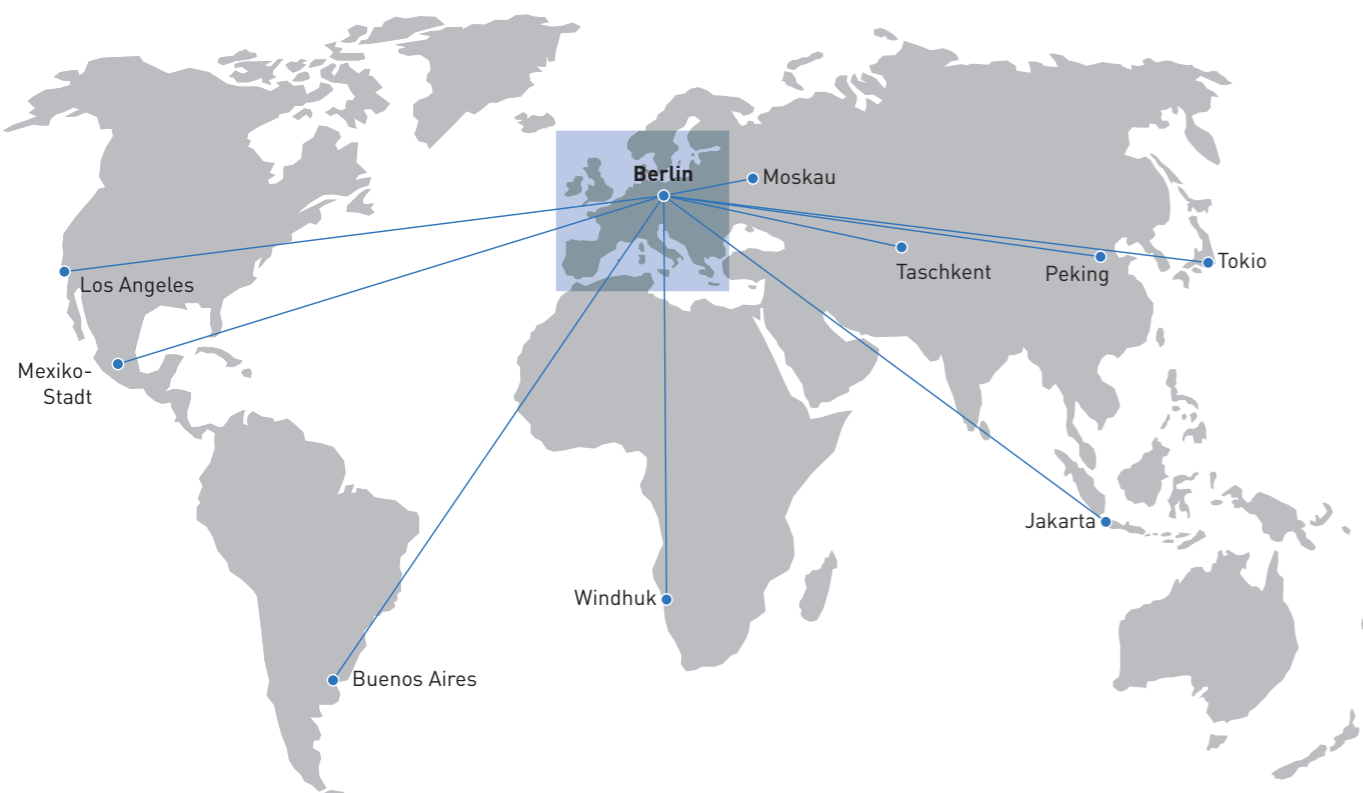 Berlin
Moskau
Tokio
Taschkent
Peking
Los Angeles
Mexiko-
Stadt
Jakarta
Windhuk
Buenos Aires